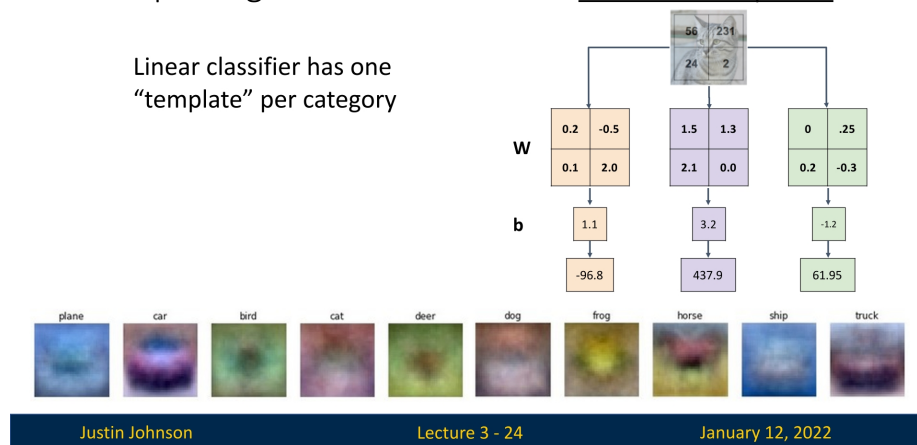 Linear classifier has one
“template” per category
56 231
24 2
W
0.2 -0.5
0.1 2.0
1.5 1.3
2.1 0.0
0 .25
0.2 -0.3
b
1.1 3.2 -1.2
-96.8 437.9 61.95
plane car bird cat deer dog frog horse ship truck
Justin Johnson Lecture 3 - 24 January 12, 2022